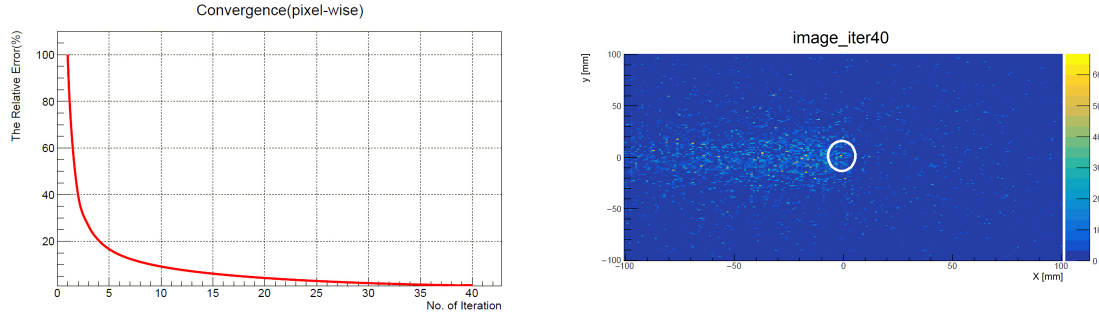 Convergence(pixel-wise)
The Relative Error(%)
100
80
60
40
20
0 5 10 15 20 25 30 35 40
No. of Iteration
image_iter40
y [mm]
100
50
0
−50
−100
−100 −50 0 50 100
X [mm]
60
50
40
30
20
10
0